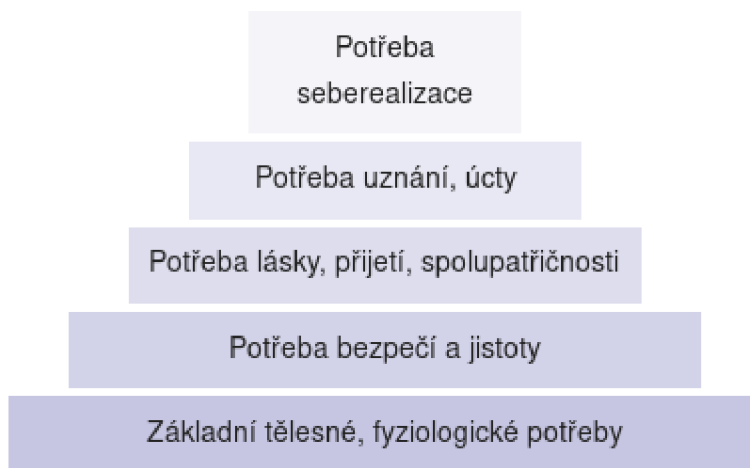 Potřeba
seberealizace
Potřeba uznání, úcty
Potřeba lásky, přijetí, spolupatřičnosti
Potřeba bezpečí a jistoty
Základní tělesné, fyziologické potřeby